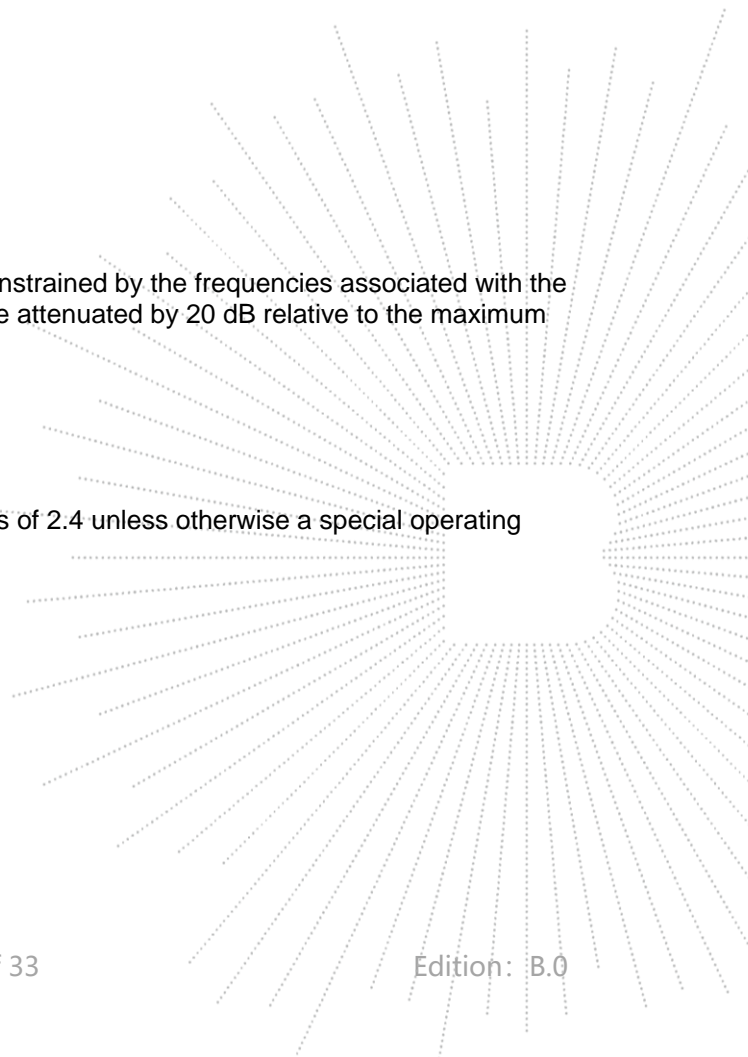 nstrained by the frequencies associated with the
e attenuated by 20 dB relative to the maximum
s of 2.4 unless otherwise a special operating
33
Edition: B.0